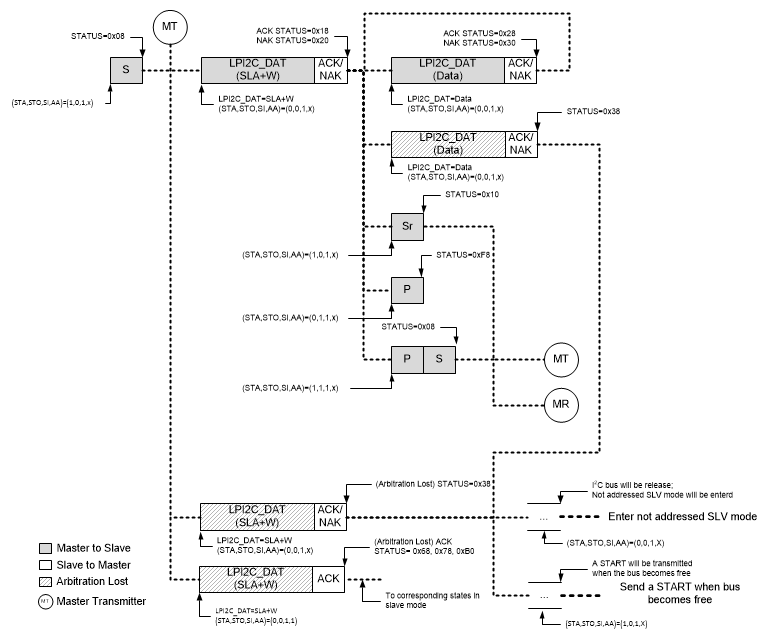 MT
STATUS=0x08
S
(STA,STO,SI,AA)=(1,0,1,x)
ACK STATUS=0x18
NAK STATUS=0x20
LPI2C_DAT
(SLA+W)
ACK/
NAK
LPI2C_DAT=SLA+W
(STA,STO,SI,AA)=(0,0,1,x)
ACK STATUS=0x28
NAK STATUS=0x30
LPI2C_DAT
(Data)
ACK/
NAK
LPI2C_DAT=Data
(STA,STO,SI,AA)=(0,0,1,x)
STATUS=0x38
LPI2C_DAT
(Data)
ACK/
NAK
LPI2C_DAT=Data
(STA,STO,SI,AA)=(0,0,1,x)
STATUS=0x10
Sr
(STA,STO,SI,AA)=(1,0,1,x)
STATUS=0xF8
P
(STA,STO,SI,AA)=(0,1,1,x)
STATUS=0x08
P
S
(STA,STO,SI,AA)=(1,1,1,x)
MT
MR
(Arbitration Lost) STATUS=0x38
LPI2C_DAT
(SLA+W)
ACK/
NAK
LPI2C_DAT=SLA+W
(STA,STO,SI,AA)=(0,0,1,x)
I²C bus will be release;
Not addressed SLV mode will be enterd
...
Enter not addressed SLV mode
(STA,STO,SI,AA)=(0,0,1,X)
(Arbitration Lost) ACK
STATUS= 0x68, 0x78, 0xB0
LPI2C_DAT
(SLA+W)
ACK
LPI2C_DAT=SLA+W
(STA,STO,SI,AA)=(0,0,1,1)
To corresponding states in
slave mode
A START will be transmitted
when the bus becomes free
...
Send a START when bus
becomes free
(STA,STO,SI,AA)=(1,0,1,X)
Master to Slave
Slave to Master
Arbitration Lost
MT
Master Transmitter